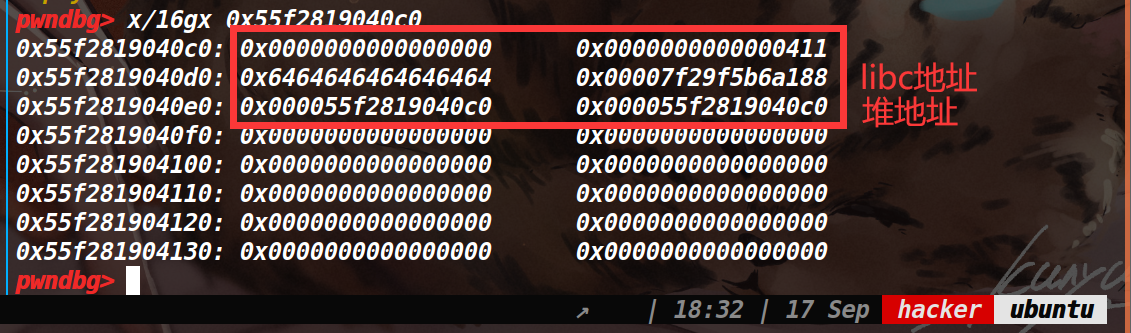 pwndbg> x/16gx 0x55f2819040c0
0x55f2819040c0: 0x0000000000000000 0x0000000000000411
0x55f2819040d0: 0x6464646464646464 0x00007f29f5b6a188 libc地址
0x55f2819040e0: 0x000055f2819040c0 0x000055f2819040c0 堆地址
0x55f2819040f0: 0x0000000000000000 0x0000000000000000
0x55f281904100: 0x0000000000000000 0x0000000000000000
0x55f281904110: 0x0000000000000000 0x0000000000000000
0x55f281904120: 0x0000000000000000 0x0000000000000000
0x55f281904130: 0x0000000000000000 0x0000000000000000
pwndbg>
↗ | 18:32 | 17 Sep hacker ubuntu